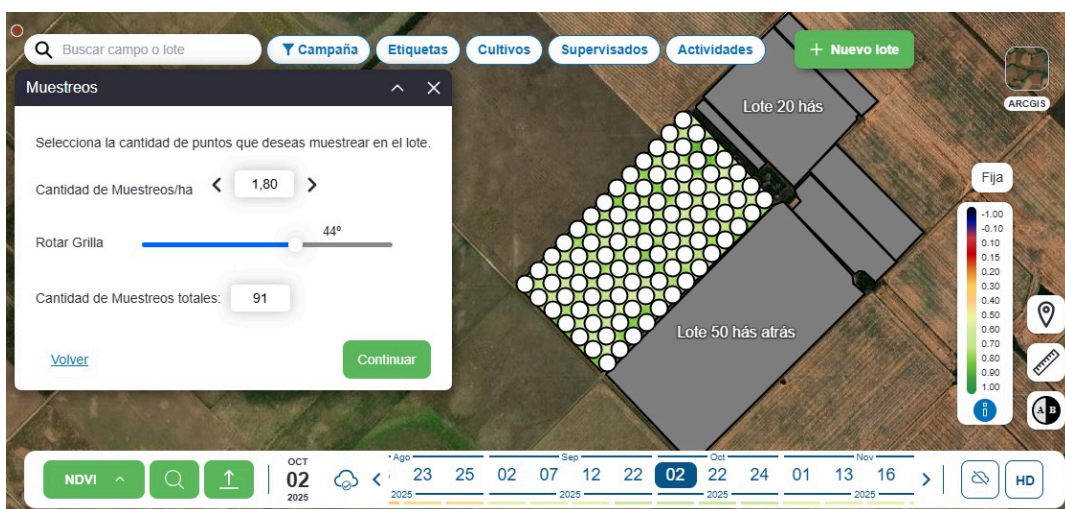 Buscar campo o lote
Campaña
Etiquetas
Cultivos
Supervisados
Actividades
+ Nuevo lote
ARCGIS
Muestreos
Selecciona la cantidad de puntos que deseas muestrear en el lote.
Cantidad de Muestreos/ha
1,80
Rotar Grilla
44º
Cantidad de Muestreos totales:
91
Volver
Continuar
Lote 20 hás
Lote 50 hás atrás
Fija
-1.00
-0.10
0.10
0.15
0.20
0.30
0.40
0.50
0.60
0.70
0.80
0.90
1.00
A B
NDVI
OCT
02
2025
Ago Sep Oct Nov
23 25 02 07 12 22 02 22 24 01 13 16
2025 2025 2025 2025
HD